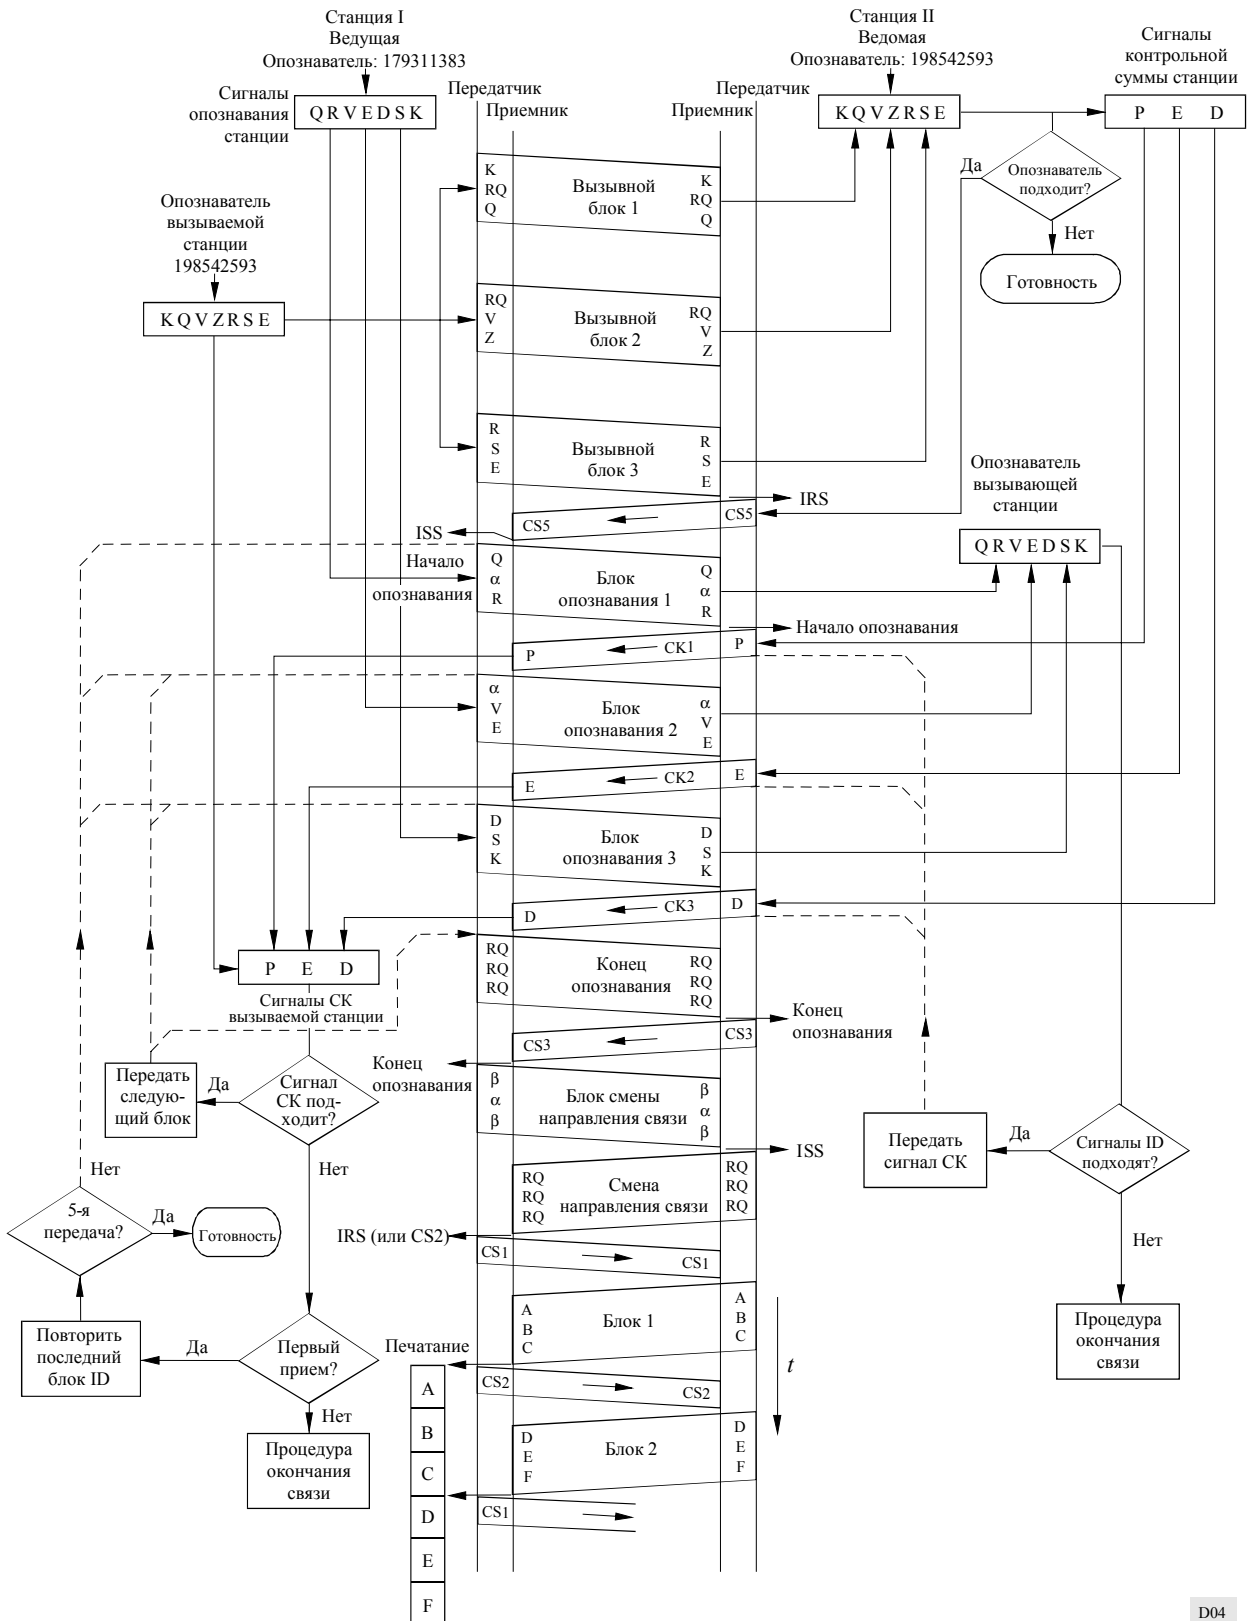 Станция I
Ведущая
Опознаватель: 179311383
Станция II
Ведомая
Опознаватель: 198542593
Сигналы
контрольной
суммы станции
Сигналы
опознавания
станции
Q R V E D S K
Передатчик
Приемник
Передатчик
Приемник
K Q V Z R S E
P E D
Да
Опознаватель
подходит?
Нет
Готовность
Опознаватель
вызываемой
станции
198542593
K Q V Z R S E
K
RQ
Q
Вызывной
блок 1
K
RQ
Q
RQ
V
Z
Вызывной
блок 2
RQ
V
Z
R
S
E
Вызывной
блок 3
R
S
E
IRS
Опознаватель
вызывающей
станции
Q R V E D S K
ISS
CS5
CS5
Начало
опознавания
Q
α
R
Блок
опознавания 1
Q
α
R
Начало опознавания
P
CK1
P
α
V
E
Блок
опознавания 2
α
V
E
E
CK2
E
D
S
K
Блок
опознавания 3
D
S
K
D
CK3
D
P E D
Сигналы СК
вызываемой станции
RQ
RQ
RQ
Конец
опознавания
RQ
RQ
RQ
Конец
опознавания
CS3
CS3
Конец
опознавания
Передать
следую-
щий блок
Да
Сигнал
СК под-
ходит?
Нет
β
α
β
Блок смены
направления связи
β
α
β
ISS
Передать
сигнал СК
Да
Сигналы ID
подходят?
Нет
Нет
5-я
передача?
Да
Готовность
RQ
RQ
RQ
Смена
направления связи
RQ
RQ
RQ
IRS (или CS2)
CS1
CS1
Процедура
окончания
связи
Повторить
последний
блок ID
Да
Первый
прием?
Нет
Процедура
окончания
связи
A
B
C
Блок 1
A
B
C
t
Печатание
CS2
CS2
D
E
F
Блок 2
D
E
F
CS1
A
B
C
D
E
F
D04